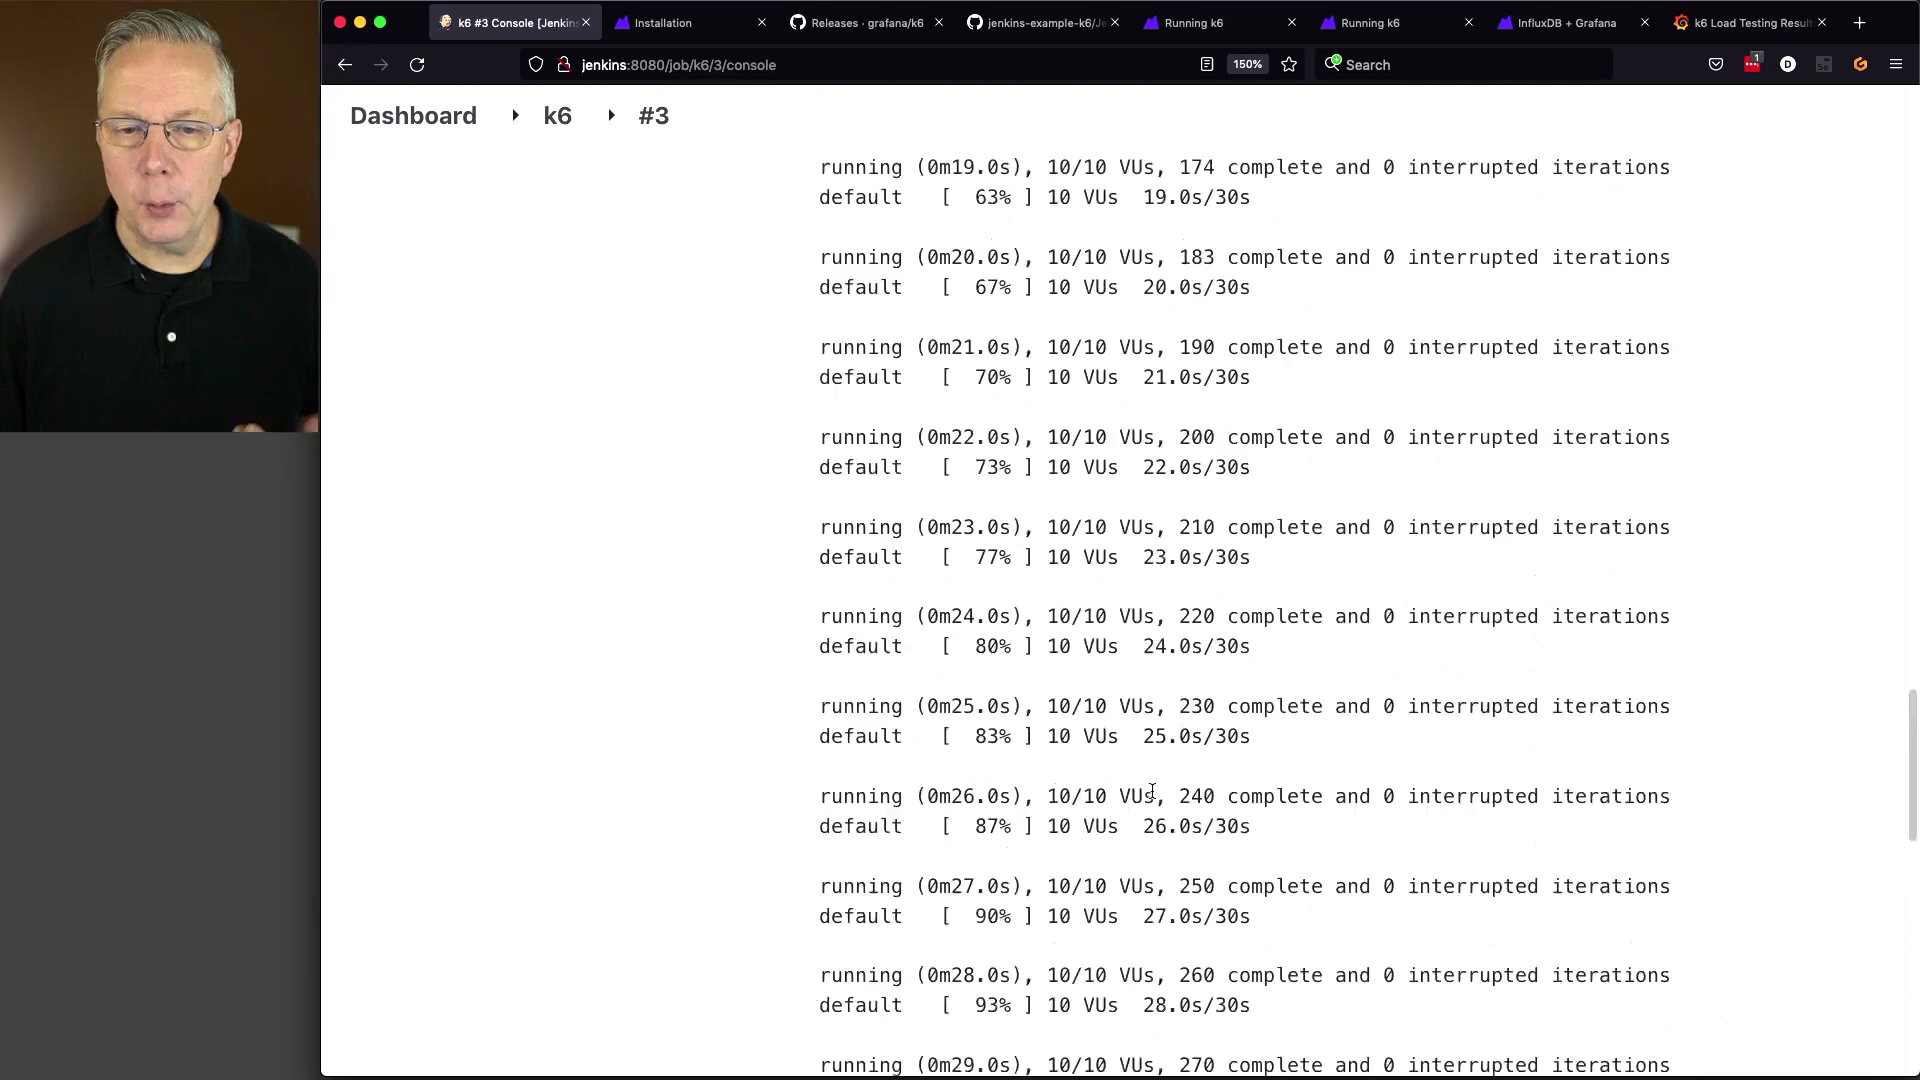 k6 #3 Console [Jenkins
Installation
Releases · grafana/k6
jenkins-example-k6/Je
Running k6
Running k6
InfluxDB + Grafana
k6 Load Testing Result
jenkins:8080/job/k6/3/console
150%
Search
1
D
Dashboard
k6
#3
running (0m19.0s), 10/10 VUs, 174 complete and 0 interrupted iterations
default [ 63% ] 10 VUs 19.0s/30s
running (0m20.0s), 10/10 VUs, 183 complete and 0 interrupted iterations
default [ 67% ] 10 VUs 20.0s/30s
running (0m21.0s), 10/10 VUs, 190 complete and 0 interrupted iterations
default [ 70% ] 10 VUs 21.0s/30s
running (0m22.0s), 10/10 VUs, 200 complete and 0 interrupted iterations
default [ 73% ] 10 VUs 22.0s/30s
running (0m23.0s), 10/10 VUs, 210 complete and 0 interrupted iterations
default [ 77% ] 10 VUs 23.0s/30s
running (0m24.0s), 10/10 VUs, 220 complete and 0 interrupted iterations
default [ 80% ] 10 VUs 24.0s/30s
running (0m25.0s), 10/10 VUs, 230 complete and 0 interrupted iterations
default [ 83% ] 10 VUs 25.0s/30s
running (0m26.0s), 10/10 VUs, 240 complete and 0 interrupted iterations
default [ 87% ] 10 VUs 26.0s/30s
running (0m27.0s), 10/10 VUs, 250 complete and 0 interrupted iterations
default [ 90% ] 10 VUs 27.0s/30s
running (0m28.0s), 10/10 VUs, 260 complete and 0 interrupted iterations
default [ 93% ] 10 VUs 28.0s/30s
running (0m29.0s), 10/10 VUs, 270 complete and 0 interrupted iterations